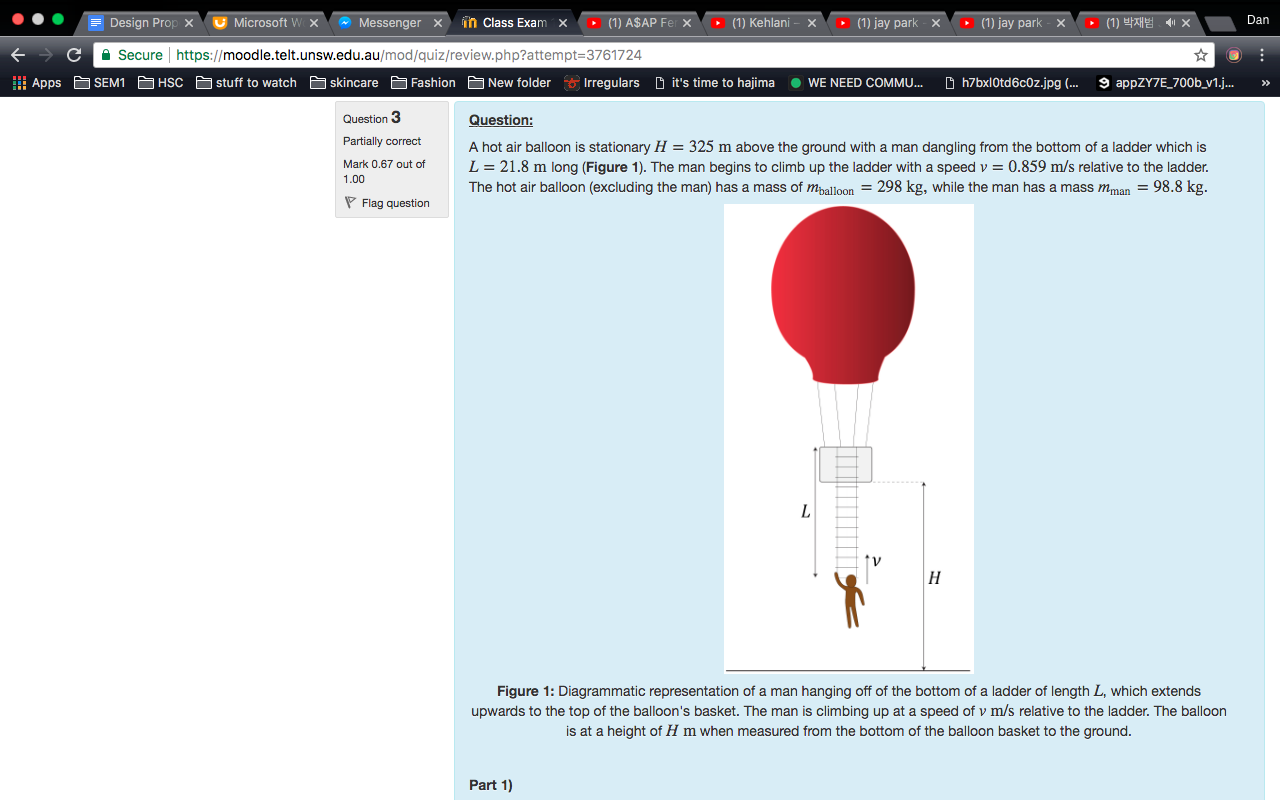 Design Prop
Microsoft W
Messenger
Class Exam
(1) A$AP Fe
(1) Kehlani –
(1) jay park -
(1) jay park -
(1) 박재범
Dan
Secure
https://moodle.telt.unsw.edu.au/mod/quiz/review.php?attempt=3761724
Apps
SEM1
HSC
stuff to watch
skincare
Fashion
New folder
Irregulars
it's time to hajima
WE NEED COMMU...
h7bxl0td6c0z.jpg (...
appZY7E_700b_v1.j...
»
Question 3
Partially correct
Mark 0.67 out of
1.00
Flag question
Question:
A hot air balloon is stationary H = 325 m above the ground with a man dangling from the bottom of a ladder which is
L = 21.8 m long (Figure 1). The man begins to climb up the ladder with a speed v = 0.859 m/s relative to the ladder.
The hot air balloon (excluding the man) has a mass of mballoon = 298 kg, while the man has a mass mman = 98.8 kg.
L
v
H
Figure 1: Diagrammatic representation of a man hanging off of the bottom of a ladder of length L, which extends
upwards to the top of the balloon's basket. The man is climbing up at a speed of v m/s relative to the ladder. The balloon
is at a height of H m when measured from the bottom of the balloon basket to the ground.
Part 1)